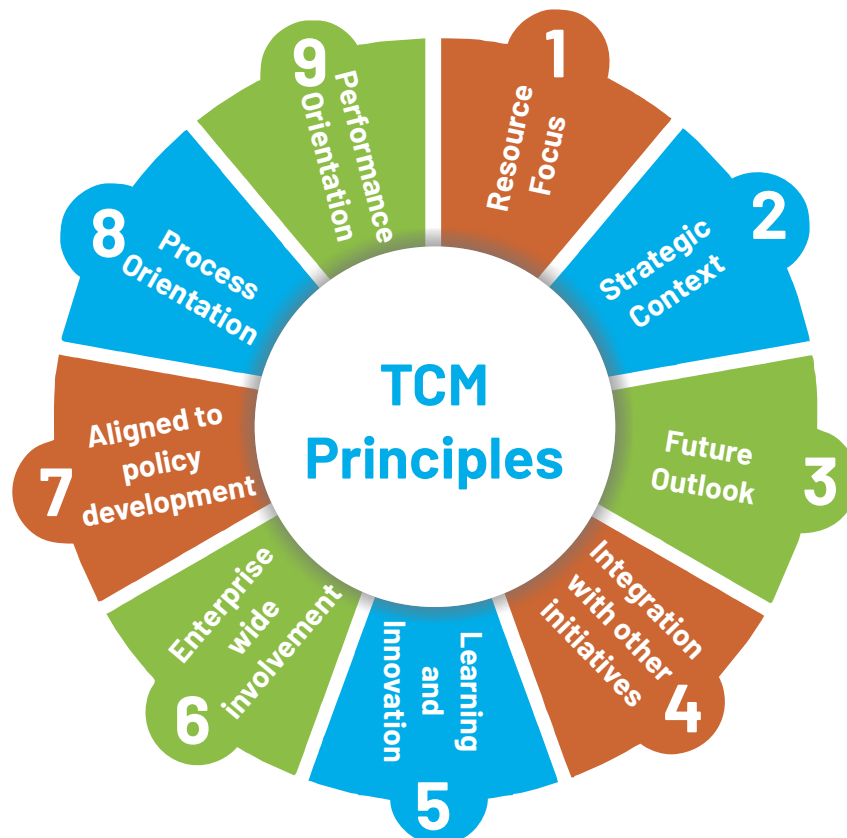 TCM
Principles
1
Resource
Focus
2
Strategic
Context
3
Future
Outlook
4
Integration
with other
initiatives
5
Learning
and
Innovation
6
Enterprise
wide
involvement
7
Aligned to
policy
development
8
Process
Orientation
9
Performance
Orientation